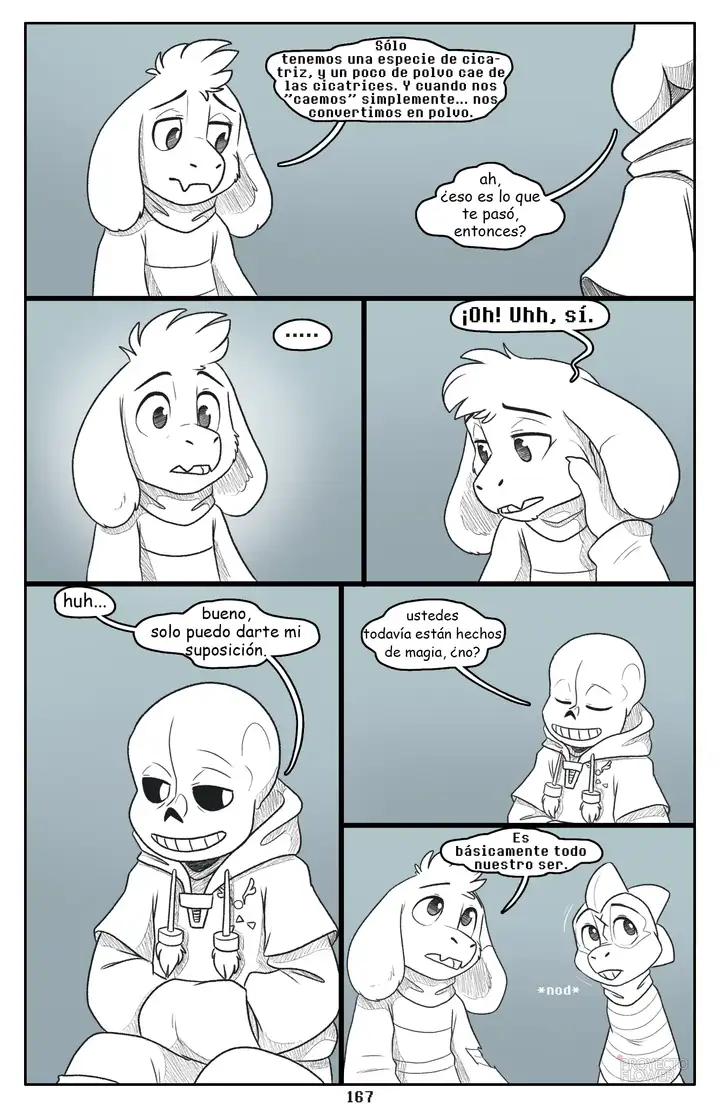 Sólo
tenemos una especie de cica-
triz, y un poco de polvo cae de
las cicatrices. Y cuando nos
"caemos" simplemente... nos
convertimos en polvo.
ah,
¿eso es lo que
te pasó,
entonces?
.....
¡Oh! Uhh, sí.
huh...
bueno,
solo puedo darte mi
suposición.
ustedes
todavía están hechos
de magia, ¿no?
Es
básicamente todo
nuestro ser.
*nod*
PROYECTO
FLOWEY
167